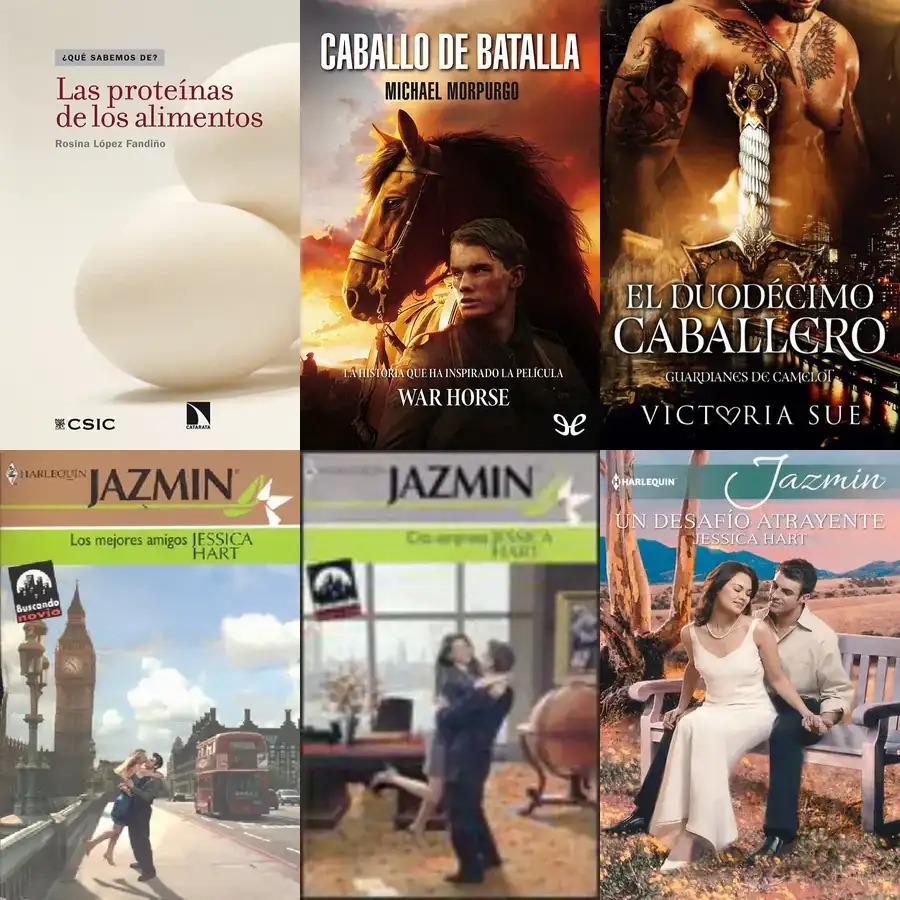 ¿QUÉ SABEMOS DE?
Las proteínas
de los alimentos
Rosina López Fandiño
CSIC
CATARATA
CABALLO DE BATALLA
MICHAEL MORPURGO
LA HISTORIA QUE HA INSPIRADO LA PELÍCULA
WAR HORSE
EL DUODÉCIMO
CABALLERO
GUARDIANES DE CAMELOT
VICTORIA SUE
HARLEQUIN JAZMIN
Los mejores amigos JESSICA
HART
Buscando
novio
JAZMIN
JESSICA
HART
HARLEQUIN Jazmin
UN DESAFÍO ATRAYENTE
JESSICA HART